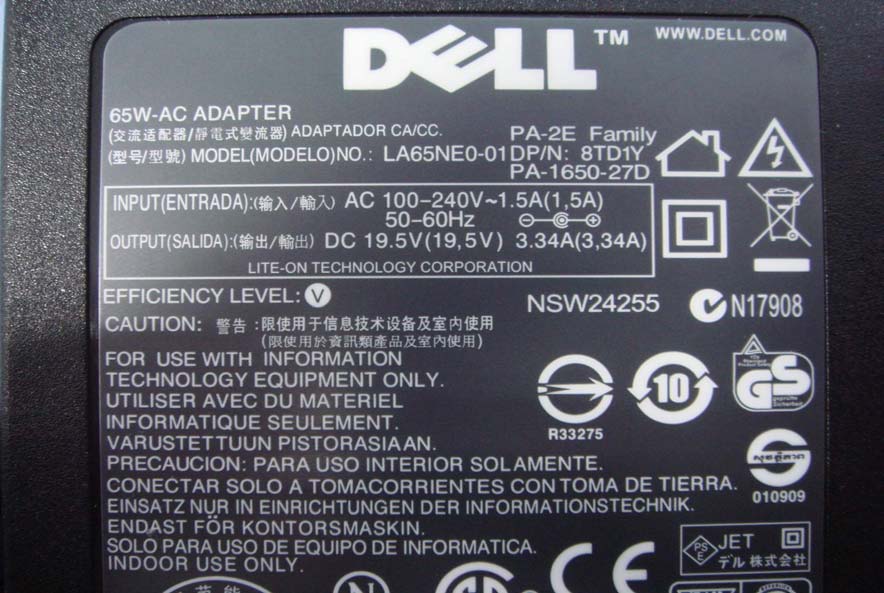 DELL™ WWW.DELL.COM
65W-AC ADAPTER
(交流适配器/靜電式變流器) ADAPTADOR CA/CC. PA-2E Family
(型号/型號) MODEL(MODELO)NO.: LA65NE0-01 DP/N: 8TD1Y
PA-1650-27D
INPUT(ENTRADA):(输入/輸入) AC 100-240V~1.5A(1,5A)
50-60Hz
OUTPUT(SALIDA):(输出/輸出) DC 19.5V(19,5V) 3.34A(3,34A)
LITE-ON TECHNOLOGY CORPORATION
EFFICIENCY LEVEL: V
NSW24255 N17908
CAUTION: 警告:限使用于信息技术设备及室内使用
(限使用於資訊類產品及室内使用)
FOR USE WITH INFORMATION
TECHNOLOGY EQUIPMENT ONLY.
UTILISER AVEC DU MATERIEL
INFORMATIQUE SEULEMENT.
VARUSTETTUUN PISTORASIAAN.
PRECAUCION: PARA USO INTERIOR SOLAMENTE.
CONECTAR SOLO A TOMACORRIENTES CON TOMA DE TIERRA.
EINSATZ NUR IN EINRICHTUNGEN DER INFORMATIONSTECHNIK.
ENDAST FÖR KONTORSMASKIN.
SOLO PARA USO DE EQUIPO DE INFORMATICA.
INDOOR USE ONLY.
R33275
10
GS
geprüfte
Sicherheit
010909
PS
E
JET
デル株式会社
CE
N